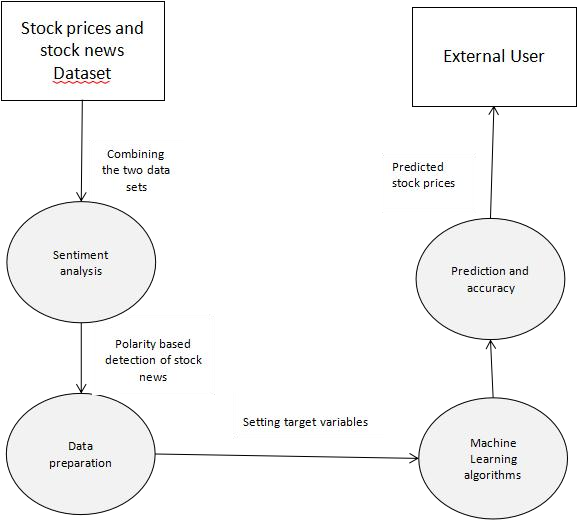 Stock prices and
stock news
Dataset
Combining
the two data
sets
Sentiment
analysis
Polarity based
detection of stock
news
Data
preparation
Setting target variables
Machine
Learning
algorithms
Prediction and
accuracy
Predicted
stock prices
External User